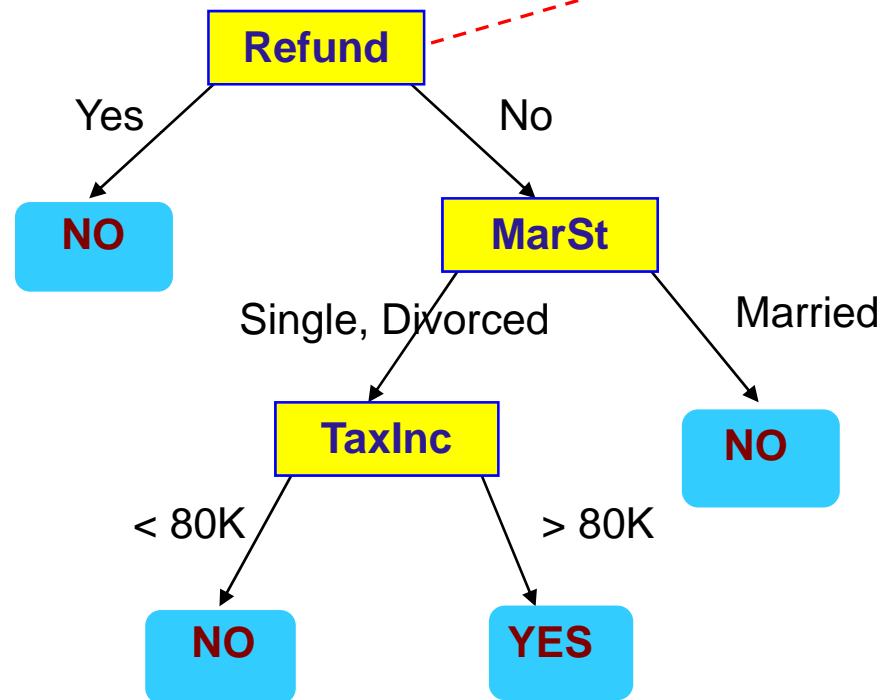 Refund
Yes
No
NO
MarSt
Single, Divorced
Married
TaxInc
NO
< 80K
> 80K
NO
YES